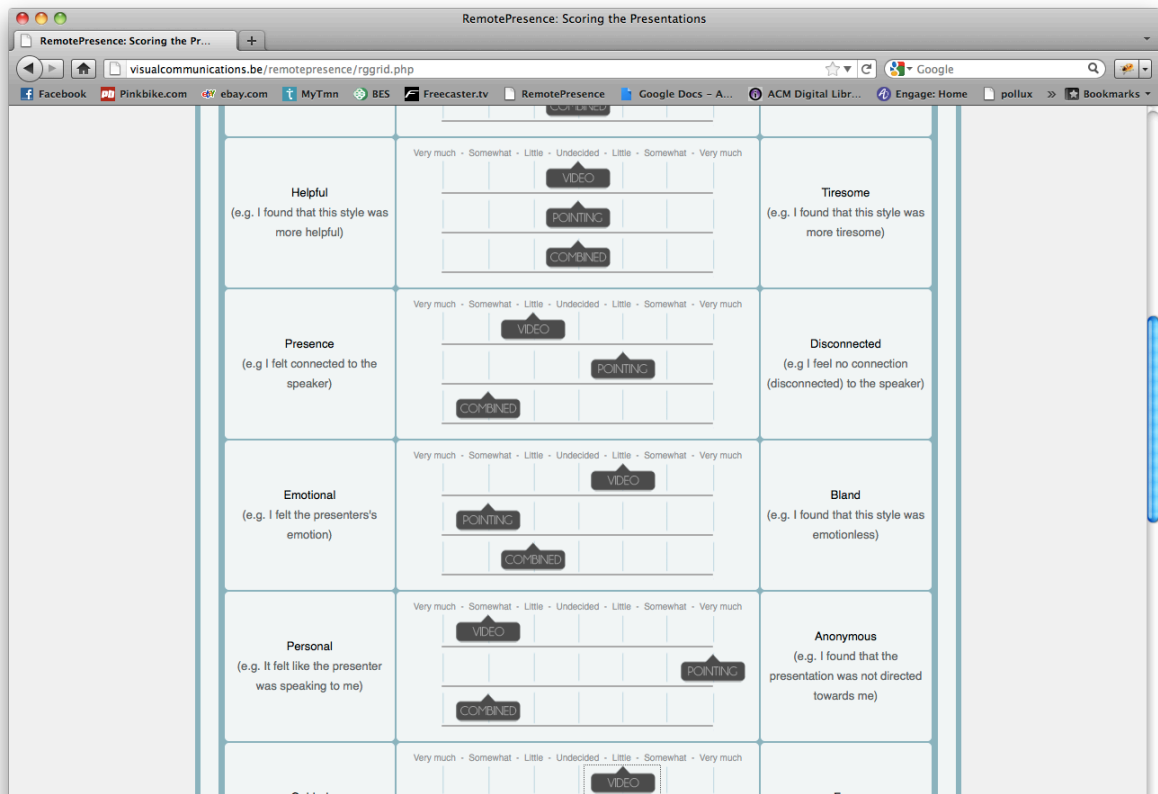 RemotePresence: Scoring the Presentations
RemotePresence: Scoring the Pr... +
visualcommunications.be/remotepresence/rggrid.php Google
Facebook Pinkbike.com ebay.com MyTmn BES Freecaster.tv RemotePresence Google Docs – A... ACM Digital Libr... Engage: Home pollux » Bookmarks
COMBINED
Very much - Somewhat - Little - Undecided - Little - Somewhat - Very much
Helpful
(e.g. I found that this style was
more helpful)
VIDEO
POINTING
COMBINED
Tiresome
(e.g. I found that this style was
more tiresome)
Very much - Somewhat - Little - Undecided - Little - Somewhat - Very much
Presence
(e.g I felt connected to the
speaker)
VIDEO
POINTING
COMBINED
Disconnected
(e.g I feel no connection
(disconnected) to the speaker)
Very much - Somewhat - Little - Undecided - Little - Somewhat - Very much
Emotional
(e.g. I felt the presenters's
emotion)
VIDEO
POINTING
COMBINED
Bland
(e.g. I found that this style was
emotionless)
Very much - Somewhat - Little - Undecided - Little - Somewhat - Very much
Personal
(e.g. It felt like the presenter
was speaking to me)
VIDEO
POINTING
COMBINED
Anonymous
(e.g. I found that the
presentation was not directed
towards me)
Very much - Somewhat - Little - Undecided - Little - Somewhat - Very much
VIDEO